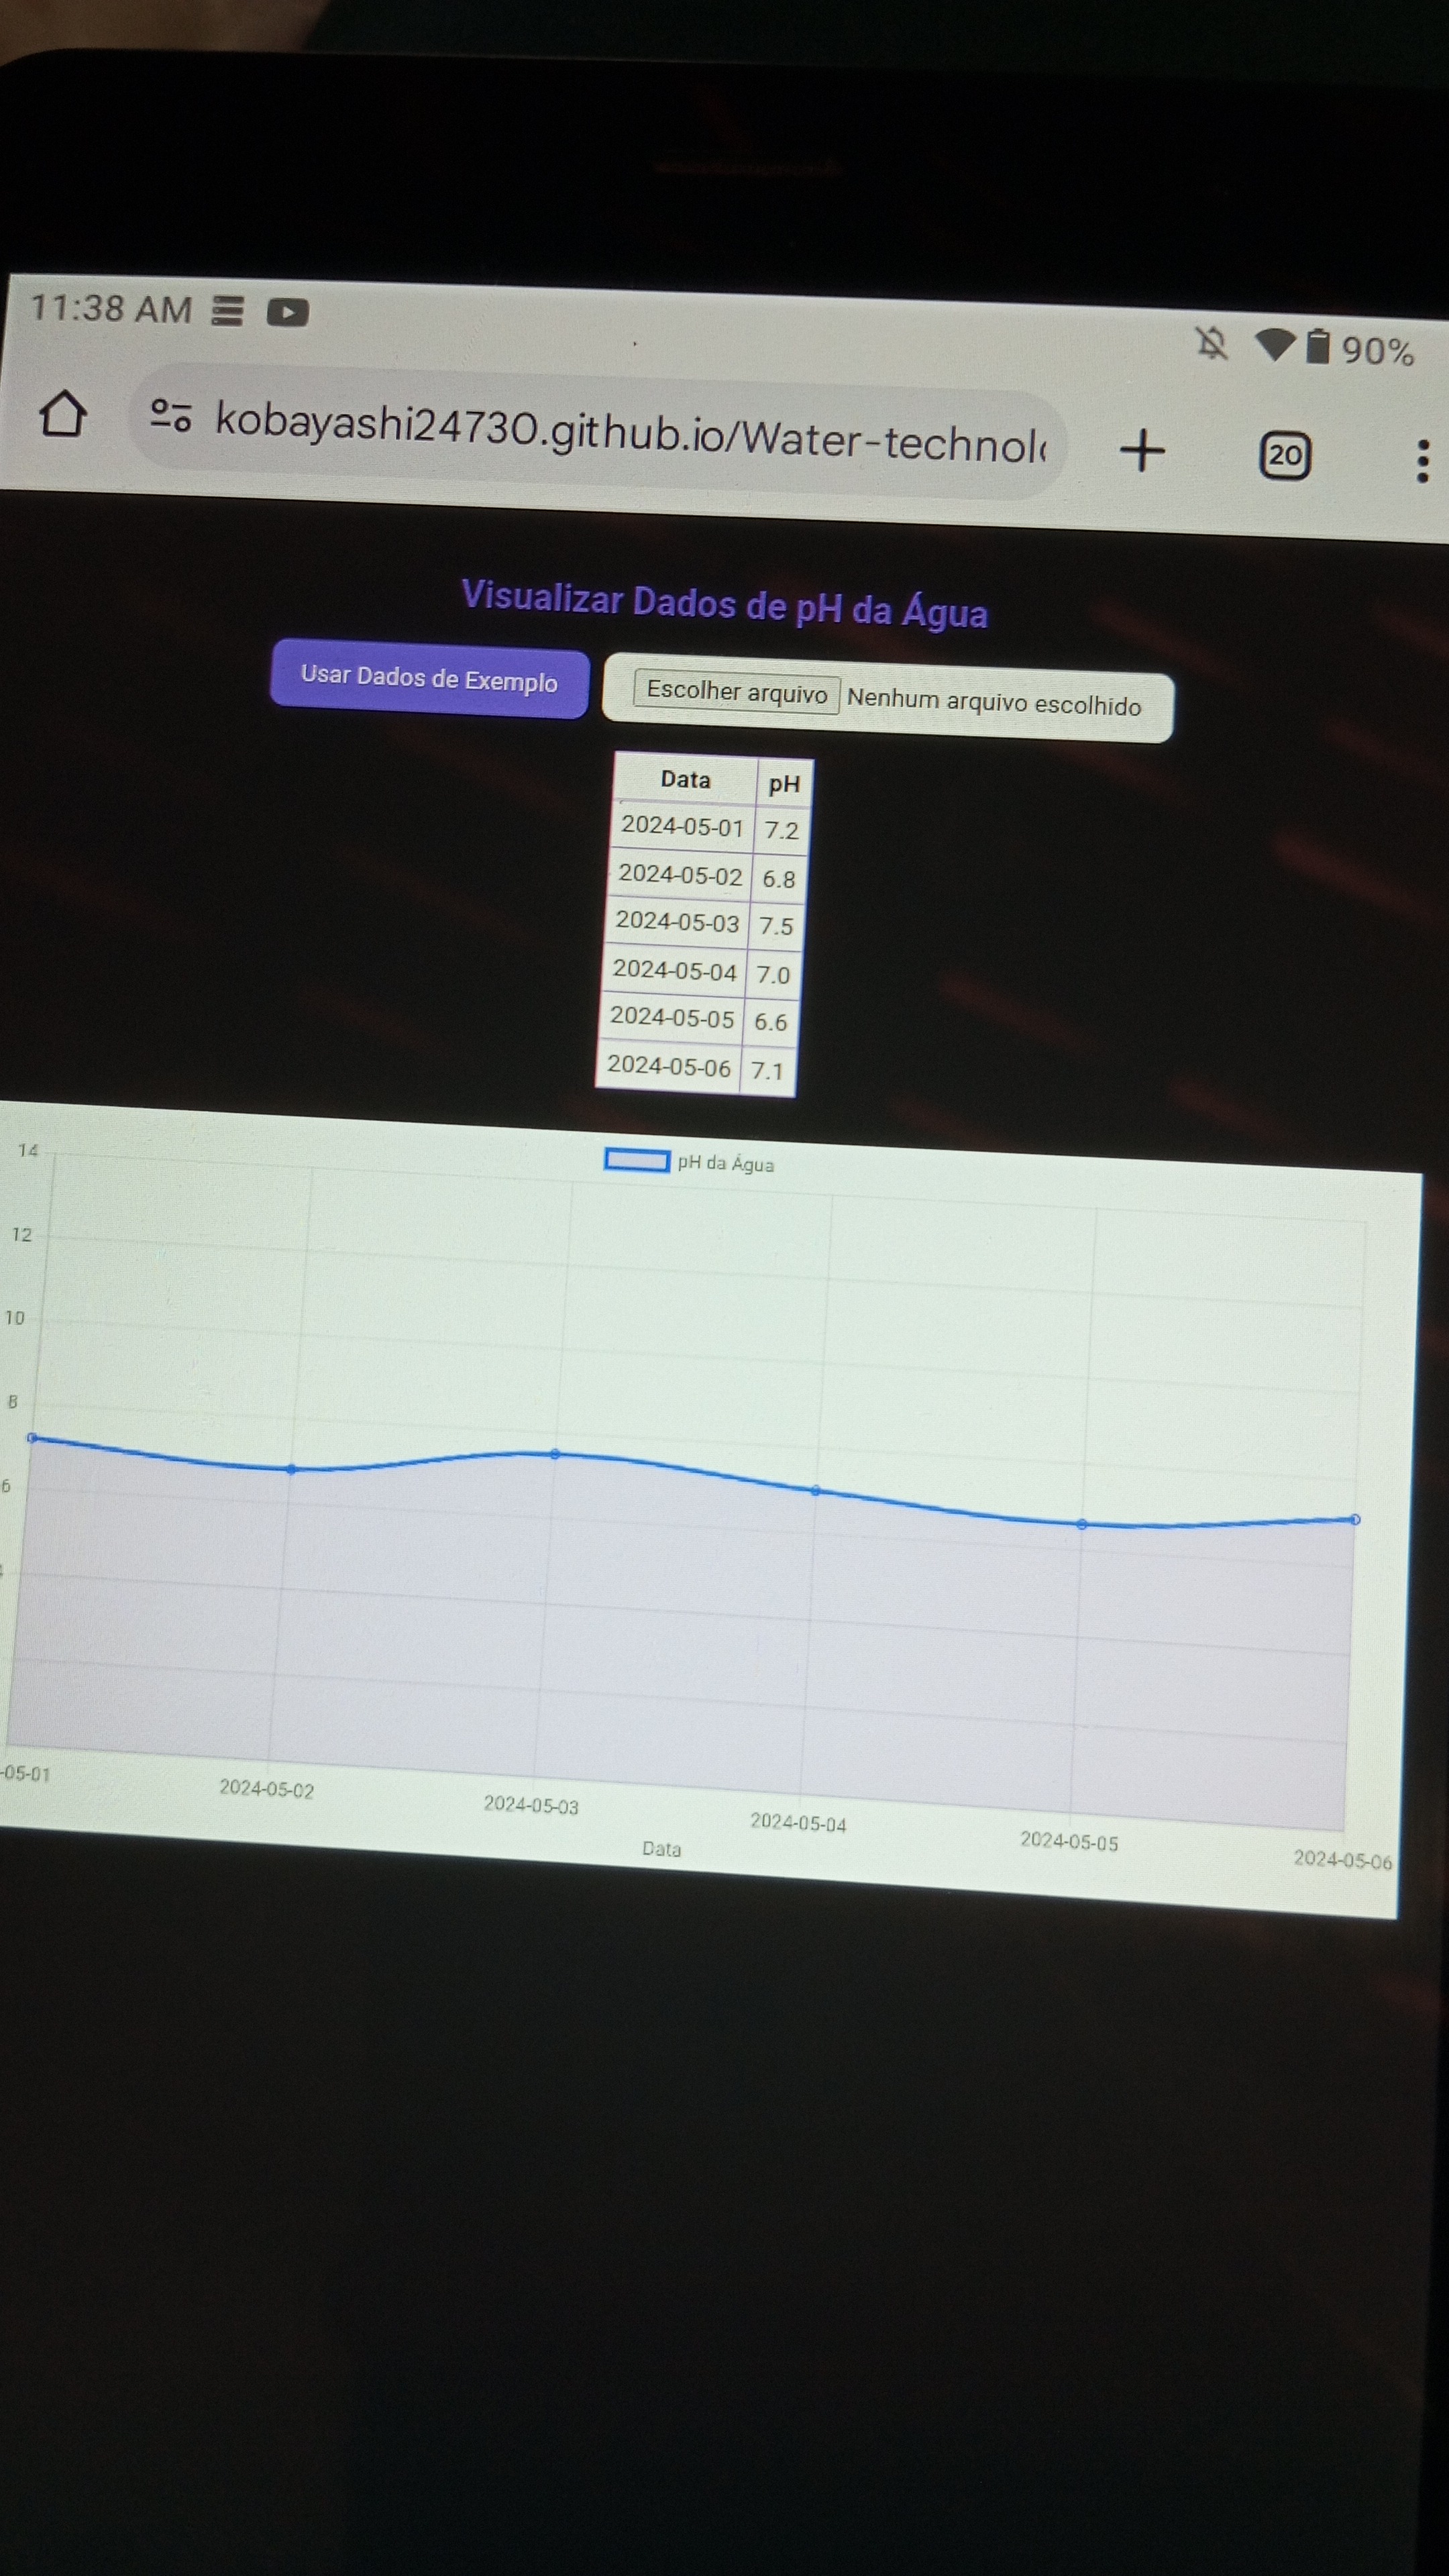 11:38 AM
90%
kobayashi24730.github.io/Water-technol
20
Visualizar Dados de pH da Água
Usar Dados de Exemplo
Escolher arquivo Nenhum arquivo escolhido
Data pH
2024-05-01 7.2
2024-05-02 6.8
2024-05-03 7.5
2024-05-04 7.0
2024-05-05 6.6
2024-05-06 7.1
pH da Água
14
12
10
8
6
-05-01 2024-05-02 2024-05-03 2024-05-04 2024-05-05 2024-05-06
Data